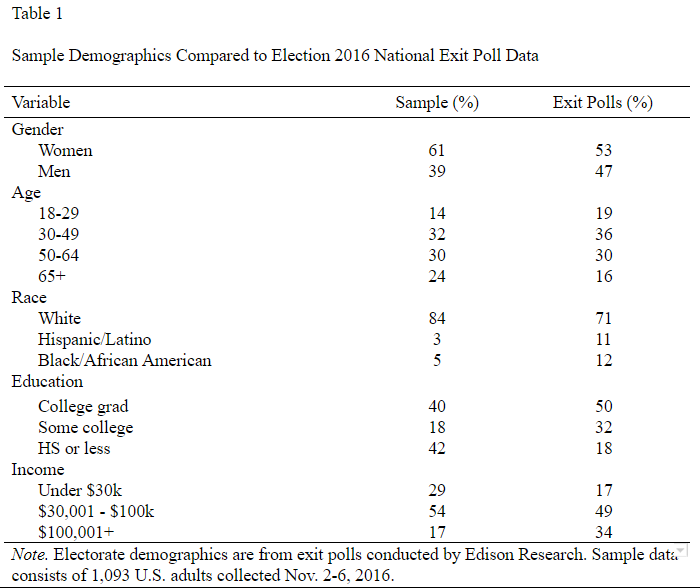 Table 1
Sample Demographics Compared to Election 2016 National Exit Poll Data
Variable Sample (%) Exit Polls (%)
Gender
Women 61 53
Men 39 47
Age
18-29 14 19
30-49 32 36
50-64 30 30
65+ 24 16
Race
White 84 71
Hispanic/Latino 3 11
Black/African American 5 12
Education
College grad 40 50
Some college 18 32
HS or less 42 18
Income
Under $30k 29 17
$30,001 - $100k 54 49
$100,001+ 17 34
Note. Electorate demographics are from exit polls conducted by Edison Research. Sample data
consists of 1,093 U.S. adults collected Nov. 2-6, 2016.